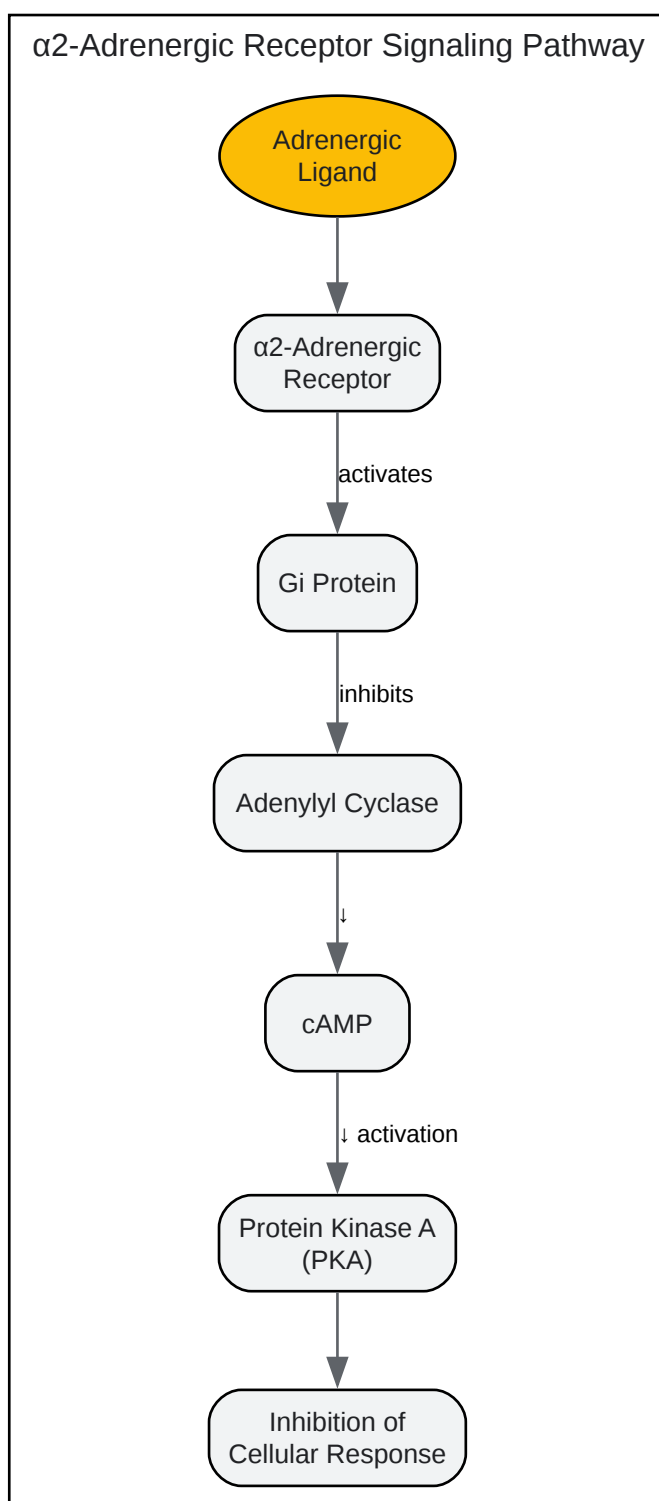 α2-Adrenergic Receptor Signaling Pathway
Adrenergic
Ligand
α2-Adrenergic
Receptor
activates
Gi Protein
inhibits
Adenylyl Cyclase
↓
cAMP
↓ activation
Protein Kinase A
(PKA)
Inhibition of
Cellular Response